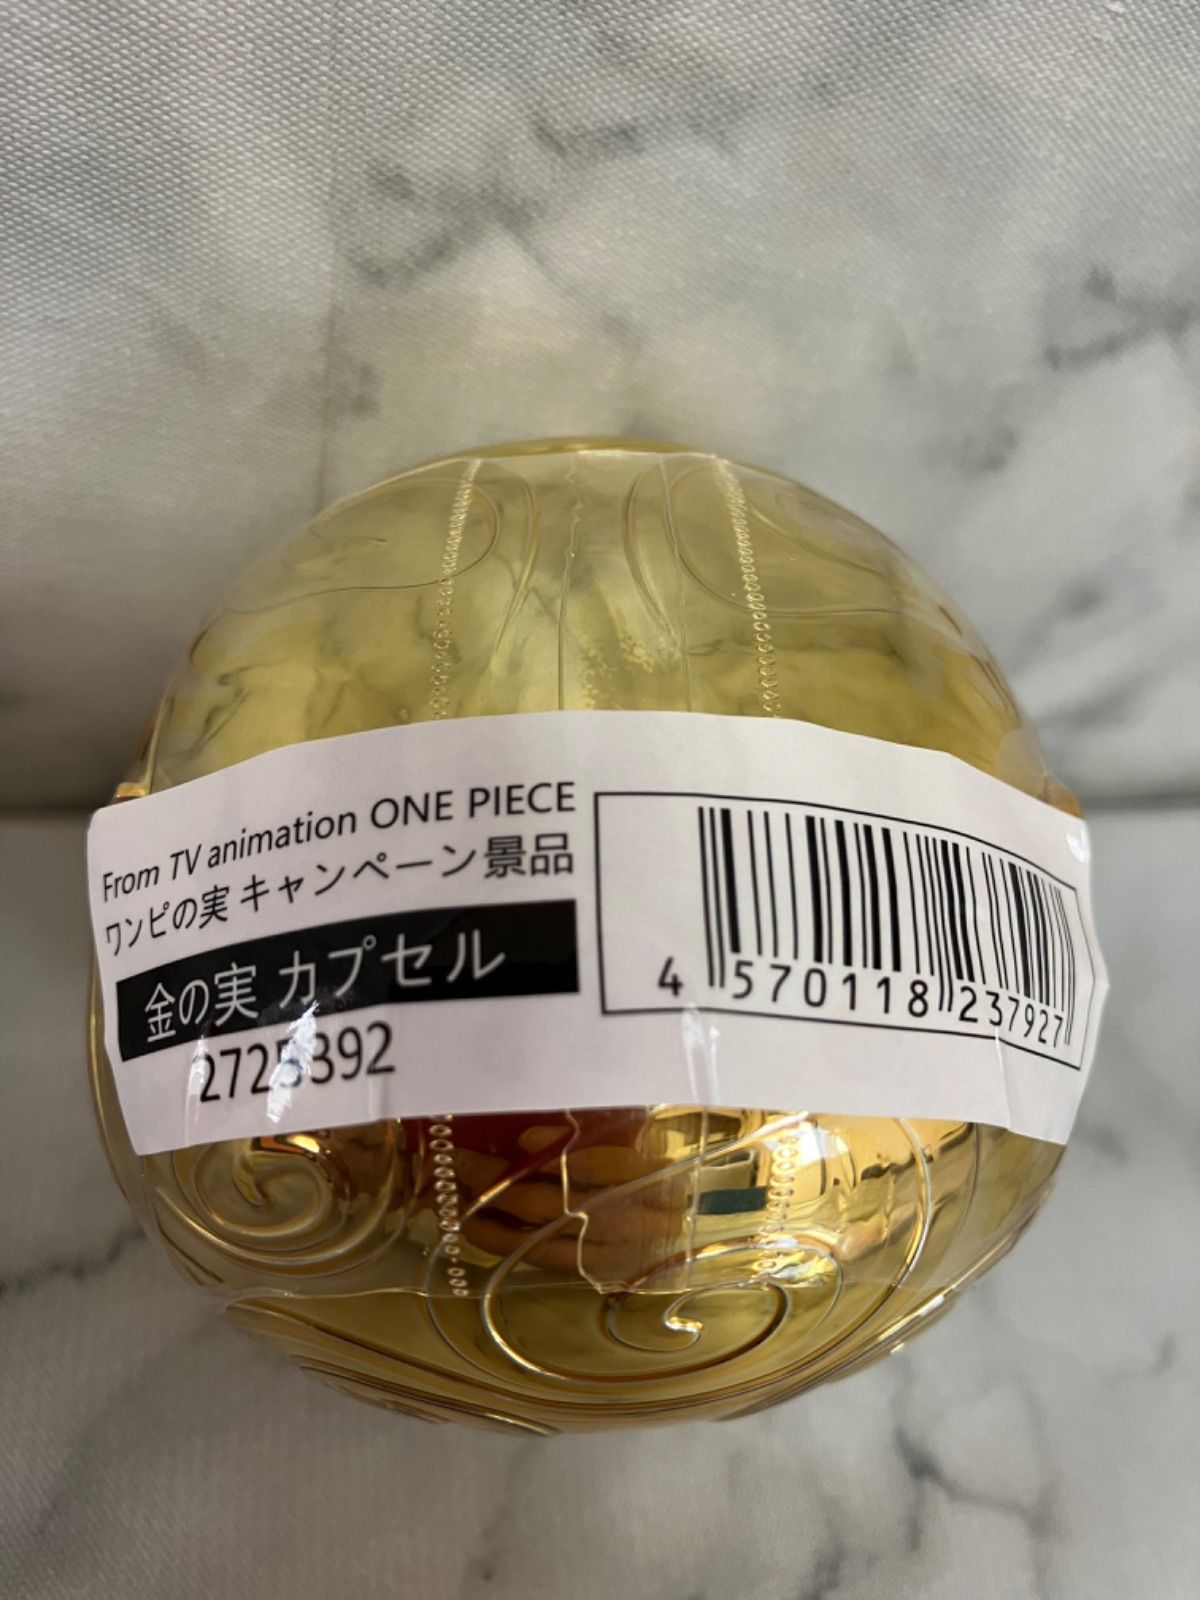 From TV animation ONE PIECE
ワンピの実 キャンペーン景品
金の実 カプセル
2725392
4 570118 237927